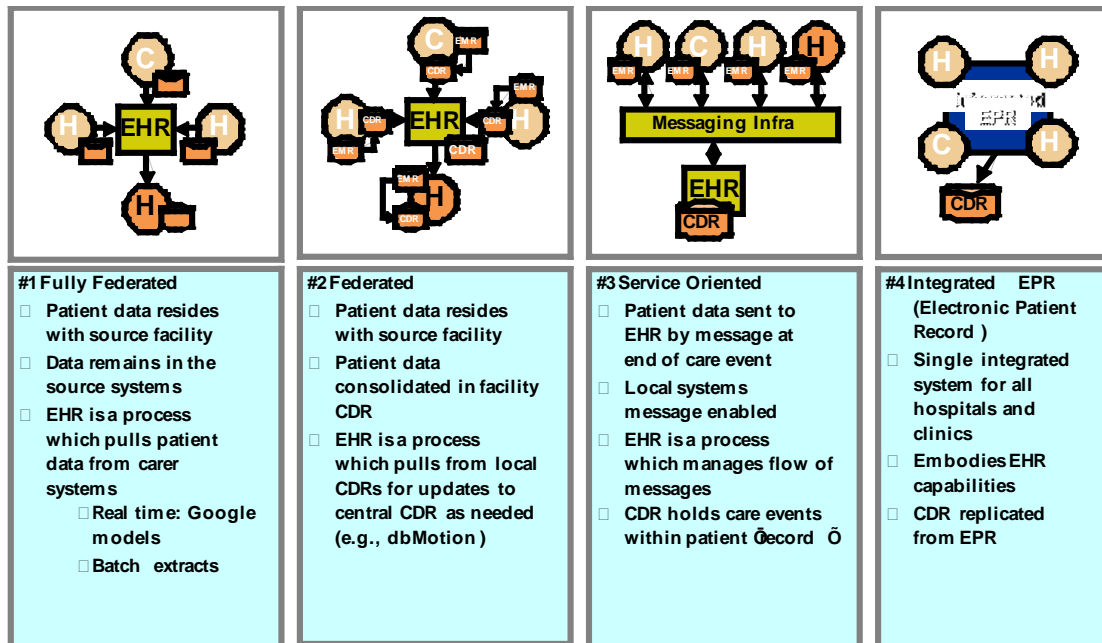 C
H
EHR
H
H
C
EMR
CDR
EMR
H
CDR
EHR
CDR
H
EMR
CDR
EMR
H
CDR
H
C
H
H
EMR
EMR
EMR
EMR
Messaging Infra
EHR
CDR
H
H
Integrated
EPR
C
H
CDR
#1 Fully Federated
Patient data resides
with source facility
Data remains in the
source systems
EHR is a process
which pulls patient
data from carer
systems
Real time: Google
models
Batch extracts
#2 Federated
Patient data resides
with source facility
Patient data
consolidated in facility
CDR
EHR is a process
which pulls from local
CDRs for updates to
central CDR as needed
(e.g., dbMotion )
#3 Service Oriented
Patient data sent to
EHR by message at
end of care event
Local systems
message enabled
EHR is a process
which manages flow of
messages
CDR holds care events
within patient Õrecord Õ
#4 Integrated EPR
(Electronic Patient
Record )
Single integrated
system for all
hospitals and
clinics
Embodies EHR
capabilities
CDR replicated
from EPR